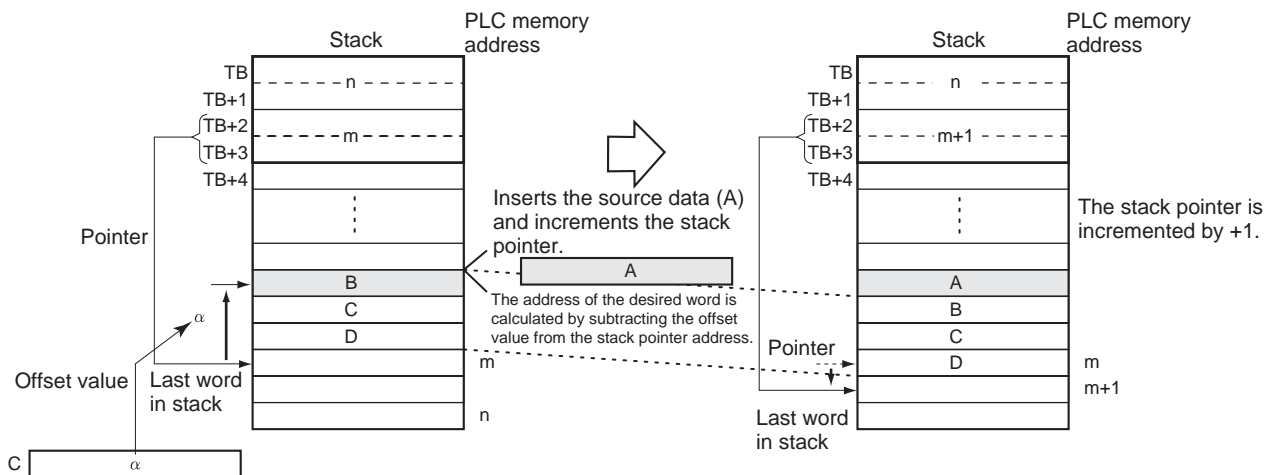 PLC memory
address
Stack
TB
n
TB+1
TB+2
m
TB+3
TB+4
Pointer
B
C
D
α
m
Offset value
Last word
in stack
n
C
α
Inserts the source data (A)
and increments the stack
pointer.
A
The address of the desired word is
calculated by subtracting the offset
value from the stack pointer address.
PLC memory
address
Stack
TB
n
TB+1
TB+2
m+1
TB+3
TB+4
The stack pointer is
incremented by +1.
A
B
C
Pointer
D
m
m+1
Last word
in stack